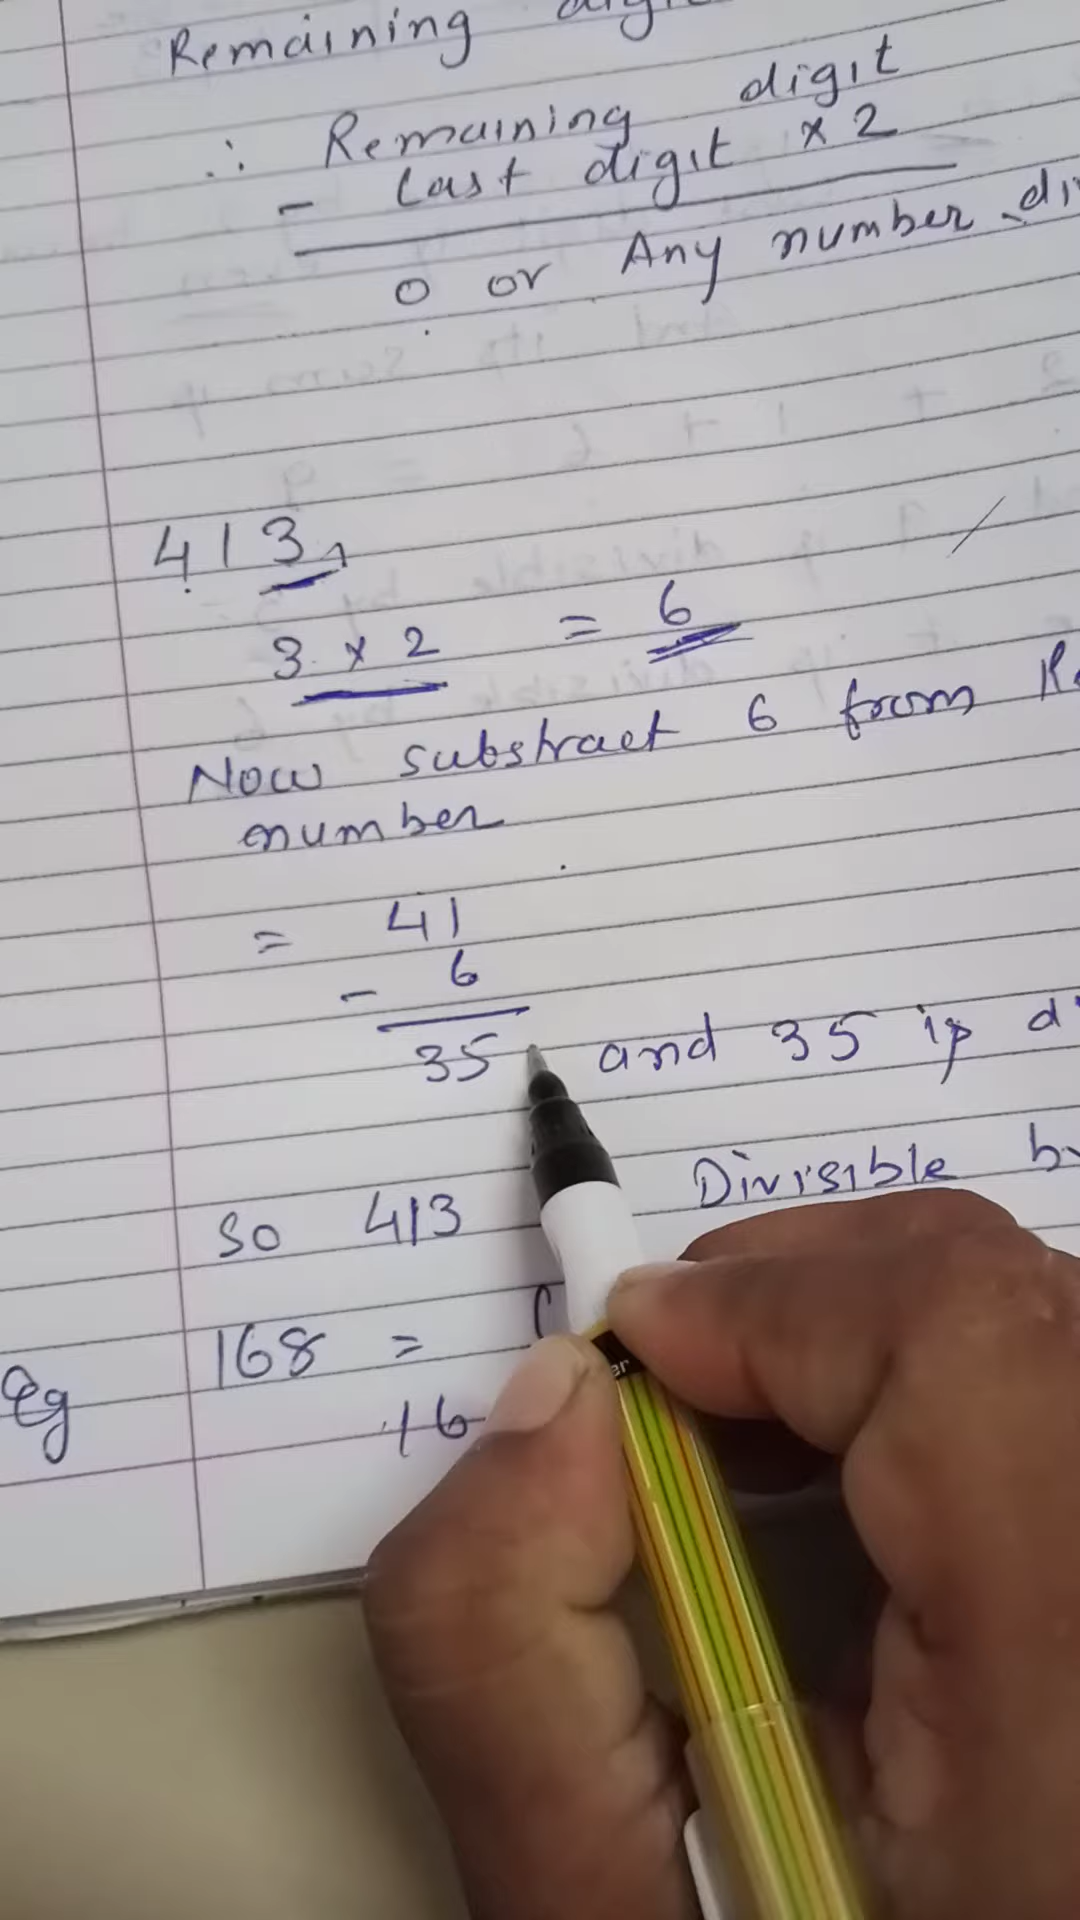 Remaining
∴ Remaining digit
- Last digit × 2
0 or Any number
413,
3 × 2 = 6
Now substract 6 from
number
= 41
- 6
35 and 35 is
so 413 Divisible
168 =
Eg
16